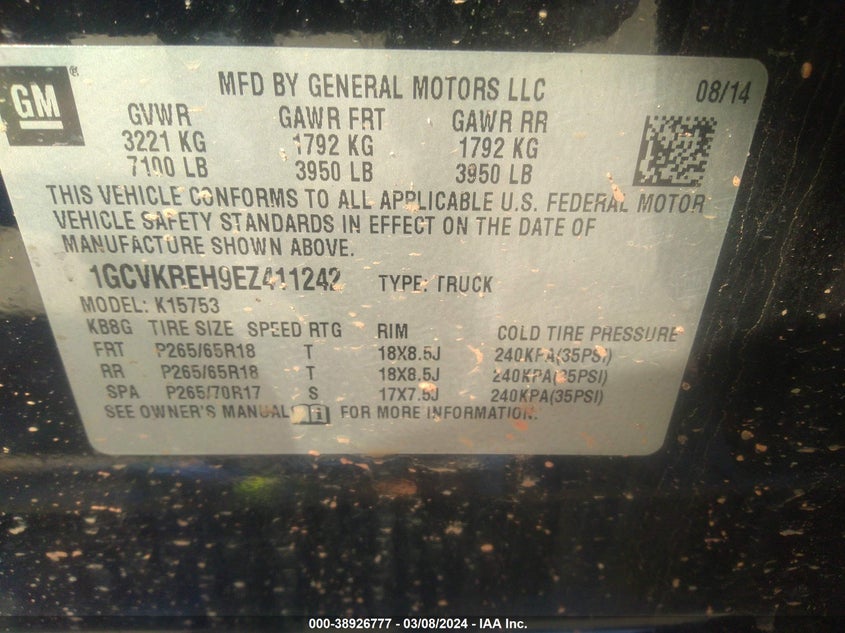 GM®
MFD BY GENERAL MOTORS LLC 08/14
GVWR GAWR FRT GAWR RR
3221 KG 1792 KG 1792 KG
7100 LB 3950 LB 3950 LB
THIS VEHICLE CONFORMS TO ALL APPLICABLE U.S. FEDERAL MOTOR
VEHICLE SAFETY STANDARDS IN EFFECT ON THE DATE OF
MANUFACTURE SHOWN ABOVE.
1GCVKREH9EZ411242 TYPE: TRUCK
MODEL: K15753
KB8G TIRE SIZE SPEED RTG RIM COLD TIRE PRESSURE
FRT P265/65R18 T 18X8.5J 240KPA(35PSI)
RR P265/65R18 T 18X8.5J 240KPA(35PSI)
SPA P265/70R17 S 17X7.5J 240KPA(35PSI)
SEE OWNER'S MANUAL FOR MORE INFORMATION.
000-38926777 - 03/08/2024 - IAA Inc.